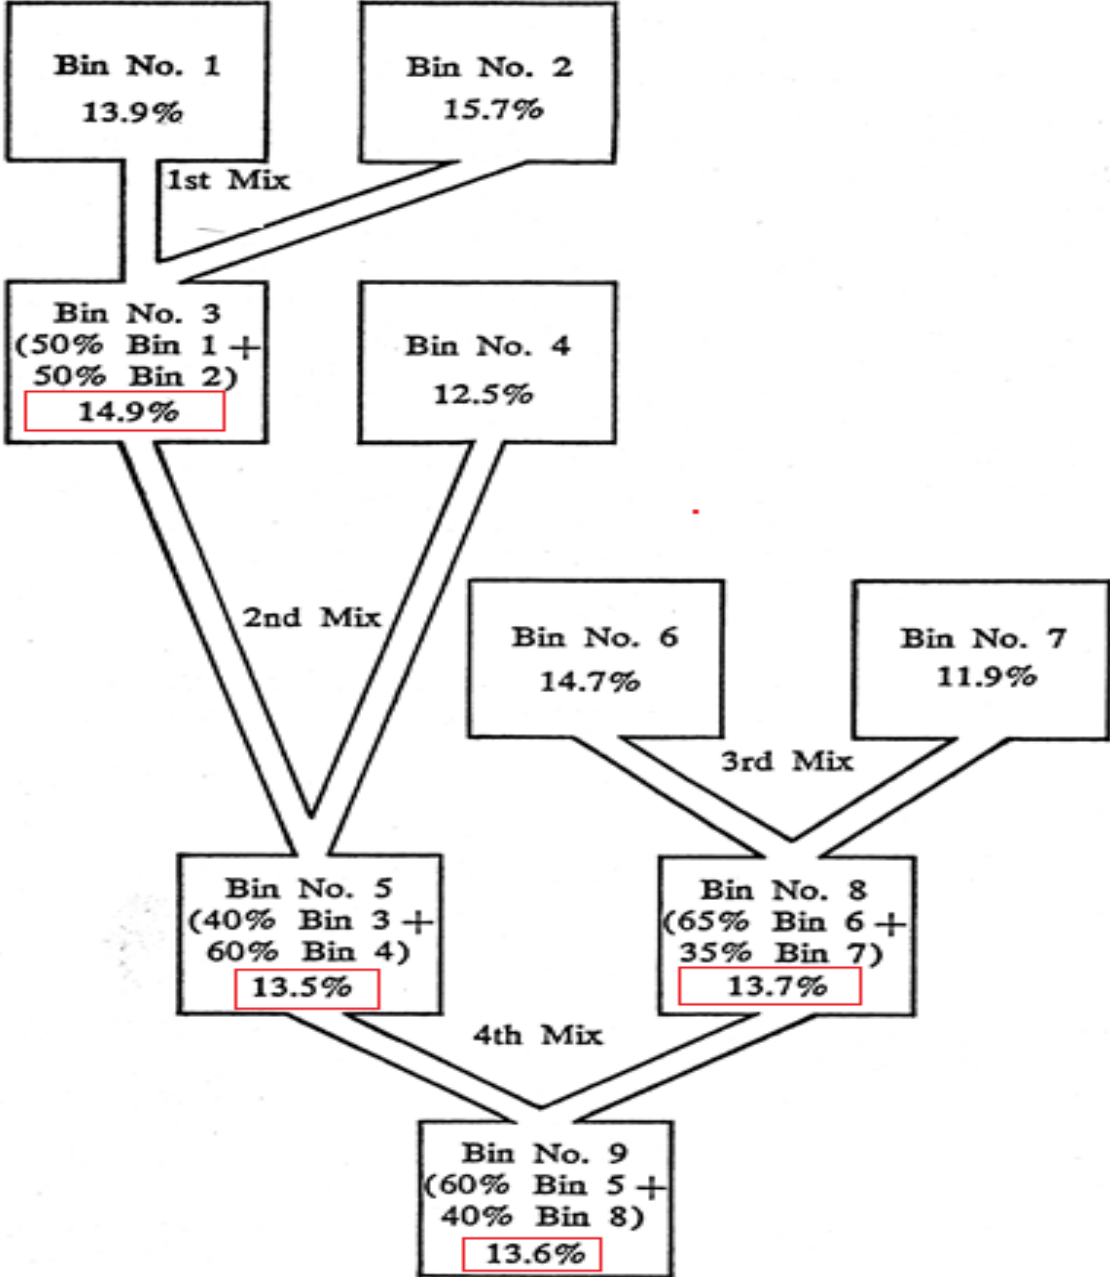 Bin No. 1
13.9%
Bin No. 2
15.7%
1st Mix
Bin No. 3
(50% Bin 1 +
50% Bin 2)
14.9%
Bin No. 4
12.5%
2nd Mix
Bin No. 6
14.7%
Bin No. 7
11.9%
3rd Mix
Bin No. 5
(40% Bin 3 +
60% Bin 4)
13.5%
Bin No. 8
(65% Bin 6 +
35% Bin 7)
13.7%
4th Mix
Bin No. 9
(60% Bin 5 +
40% Bin 8)
13.6%